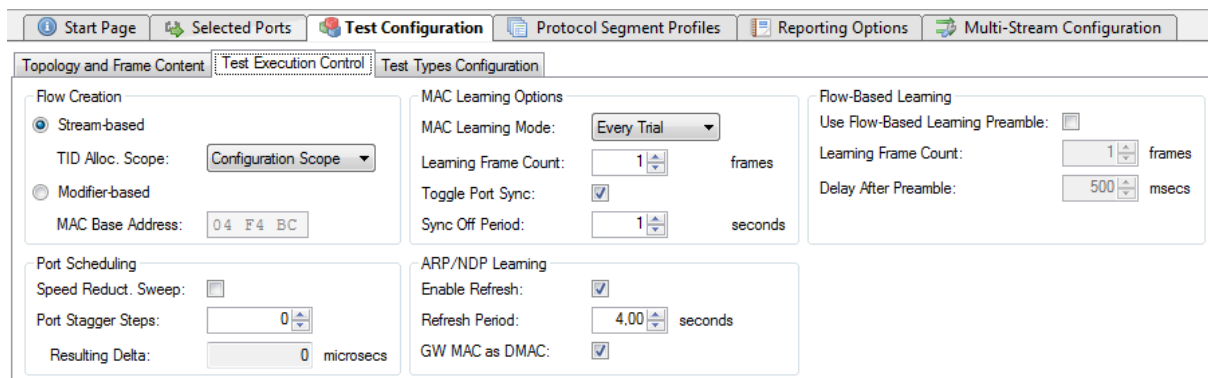 Start Page Selected Ports Test Configuration Protocol Segment Profiles Reporting Options Multi-Stream Configuration
Topology and Frame Content Test Execution Control Test Types Configuration
Flow Creation
Stream-based
TID Alloc. Scope: Configuration Scope
Modifier-based
MAC Base Address: 04 F4 BC
MAC Learning Options
MAC Learning Mode: Every Trial
Learning Frame Count: 1 frames
Toggle Port Sync:
Sync Off Period: 1 seconds
Flow-Based Learning
Use Flow-Based Learning Preamble:
Learning Frame Count: 1 frames
Delay After Preamble: 500 msecs
Port Scheduling
Speed Reduct. Sweep:
Port Stagger Steps: 0
Resulting Delta: 0 microsecs
ARP/NDP Learning
Enable Refresh:
Refresh Period: 4,00 seconds
GW MAC as DMAC: